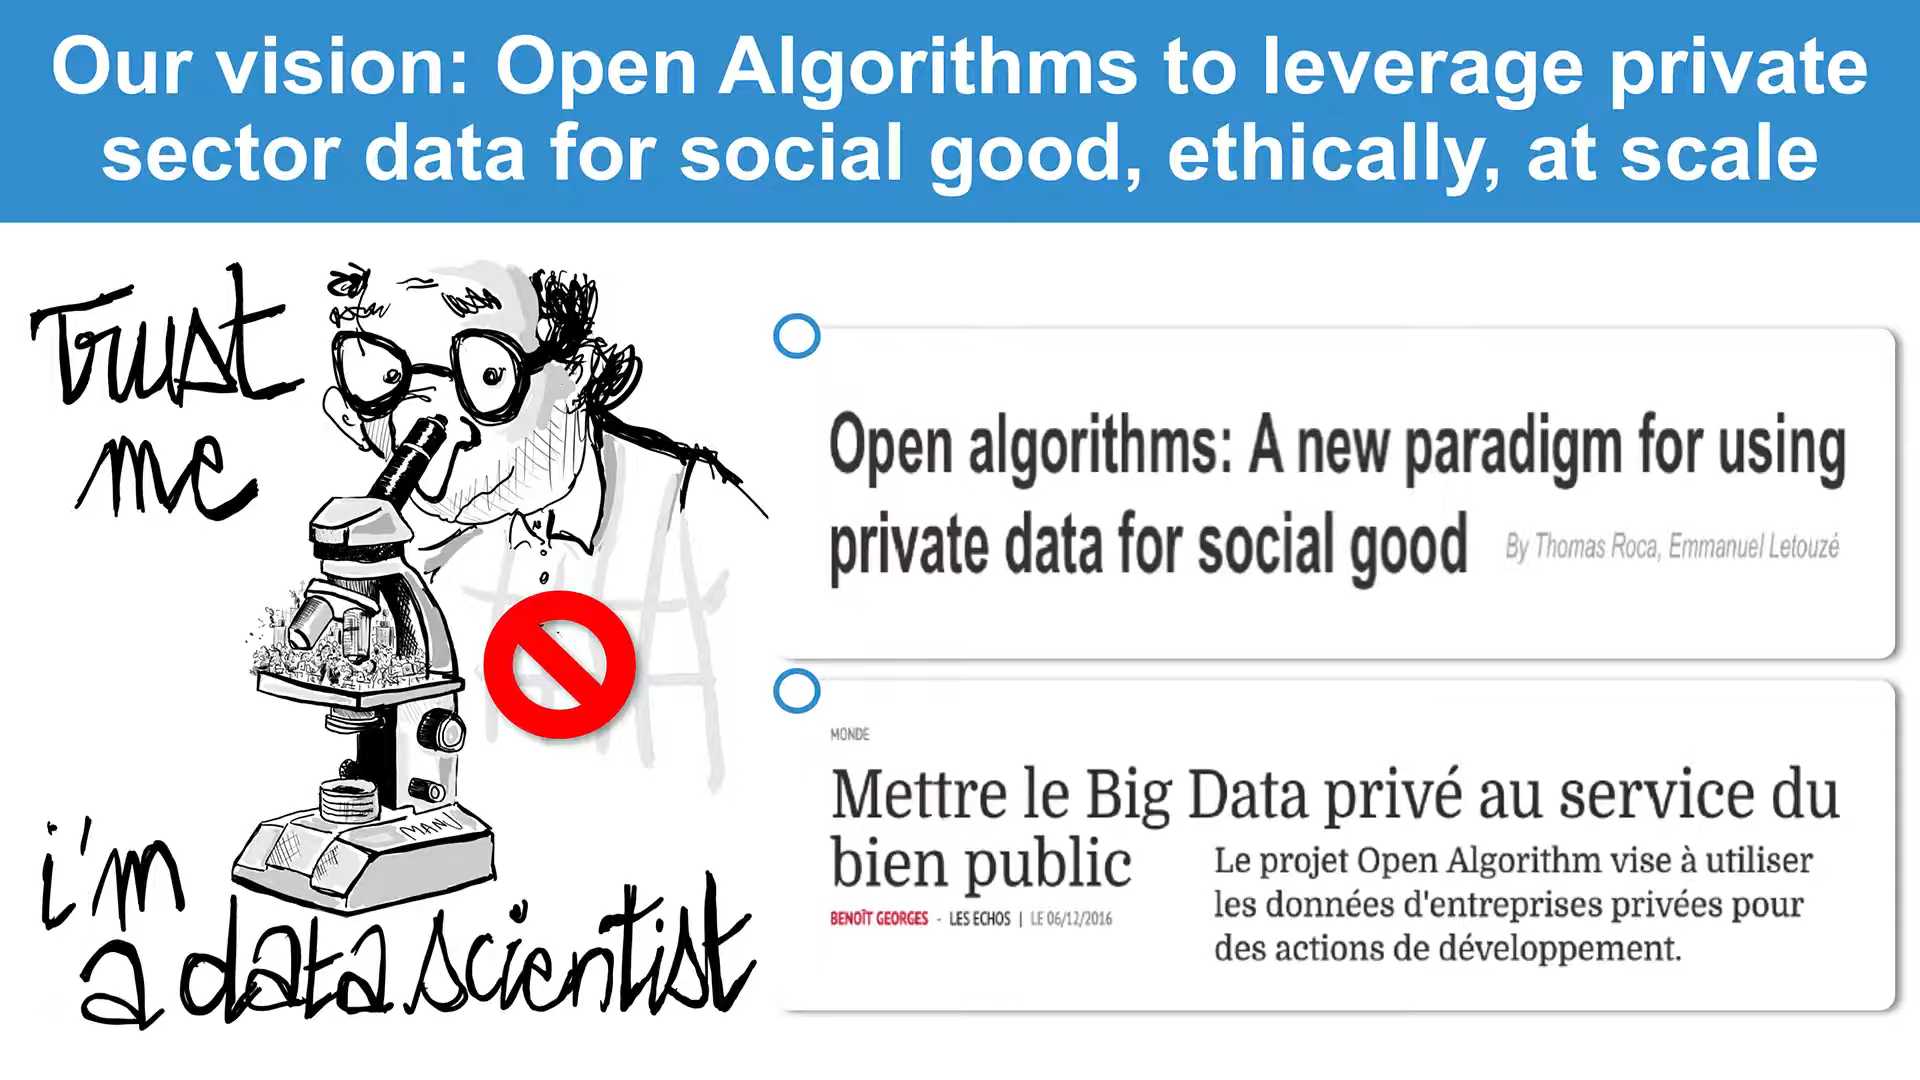 Our vision: Open Algorithms to leverage private
sector data for social good, ethically, at scale
Trust
me
i'm
a data scientist
MANU
Open algorithms: A new paradigm for using
private data for social good
By Thomas Roca, Emmanuel Letouzé
MONDE
Mettre le Big Data privé au service du
bien public
BENOÎT GEORGES - LES ECHOS | LE 06/12/2016
Le projet Open Algorithm vise à utiliser
les données d'entreprises privées pour
des actions de développement.